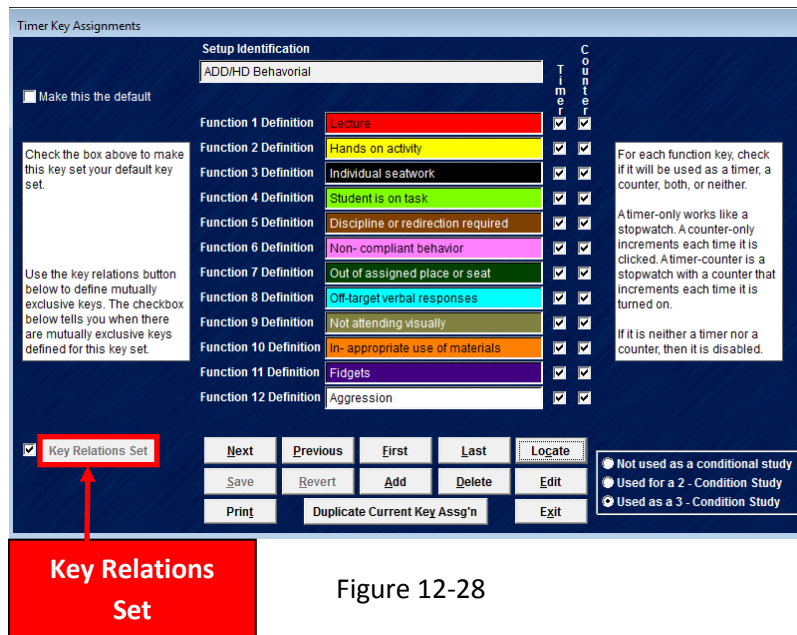 Timer Key Assignments
Setup Identification
ADD/HD Behavorial
Timer
Counter
Make this the default
Function 1 Definition Lecture
Function 2 Definition Hands on activity
Function 3 Definition Individual seatwork
Function 4 Definition Student is on task
Function 5 Definition Discipline or redirection required
Function 6 Definition Non- compliant behavior
Function 7 Definition Out of assigned place or seat
Function 8 Definition Off-target verbal responses
Function 9 Definition Not attending visually
Function 10 Definition In- appropriate use of materials
Function 11 Definition Fidgets
Function 12 Definition Aggression
Check the box above to make
this key set your default key
set.
Use the key relations button
below to define mutually
exclusive keys. The checkbox
below tells you when there
are mutually exclusive keys
defined for this key set.
For each function key, check
if it will be used as a timer, a
counter, both, or neither.
A timer-only works like a
stopwatch. A counter-only
increments each time it is
clicked. A timer-counter is a
stopwatch with a counter that
increments each time it is
turned on.
If it is neither a timer nor a
counter, then it is disabled.
Key Relations Set
Next Previous First Last Locate
Save Revert Add Delete Edit
Print Duplicate Current Key Assg'n Exit
Not used as a conditional study
Used for a 2 - Condition Study
Used as a 3 - Condition Study
Key Relations
Set
Figure 12-28